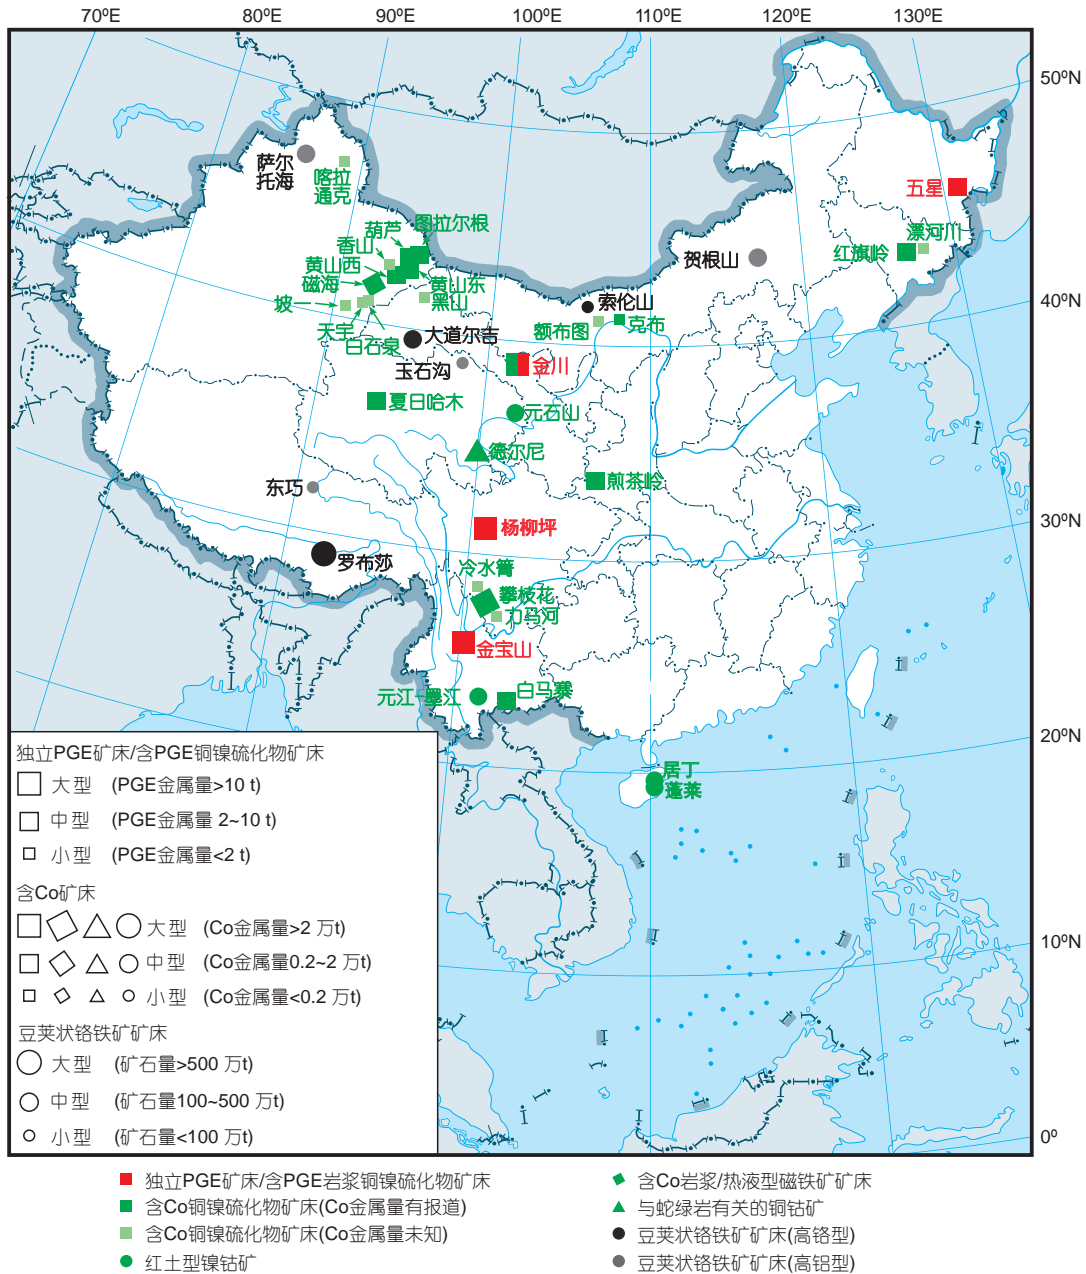 70ºE 80ºE 90ºE 100ºE 110ºE 120ºE 130ºE
50ºN
40ºN
30ºN
20ºN
10ºN
0º
萨尔
托海
喀拉
通克
五星
漂河川
红旗岭
贺根山
图拉尔根
葫芦
香山
黄山西
磁海
黄山东
黑山
坡一
天宇
白石泉
索伦山
额布图
克布
大道尔吉
玉石沟
金川
夏日哈木
元石山
德尔尼
煎茶岭
东巧
杨柳坪
罗布莎
冷水箐
攀枝花
力马河
金宝山
元江-墨江
白马寨
居丁
蓬莱
独立PGE矿床/含PGE铜镍硫化物矿床
大型 (PGE金属量>10 t)
中型 (PGE金属量 2~10 t)
小型 (PGE金属量<2 t)
含Co矿床
大型 (Co金属量>2 万t)
中型 (Co金属量0.2~2 万t)
小型 (Co金属量<0.2 万t)
豆荚状铬铁矿矿床
大型 (矿石量>500 万t)
中型 (矿石量100~500 万t)
小型 (矿石量<100 万t)
独立PGE矿床/含PGE岩浆铜镍硫化物矿床
含Co铜镍硫化物矿床(Co金属量有报道)
含Co铜镍硫化物矿床(Co金属量未知)
红土型镍钴矿
含Co岩浆/热液型磁铁矿矿床
与蛇绿岩有关的铜钴矿
豆荚状铬铁矿矿床(高铬型)
豆荚状铬铁矿矿床(高铝型)